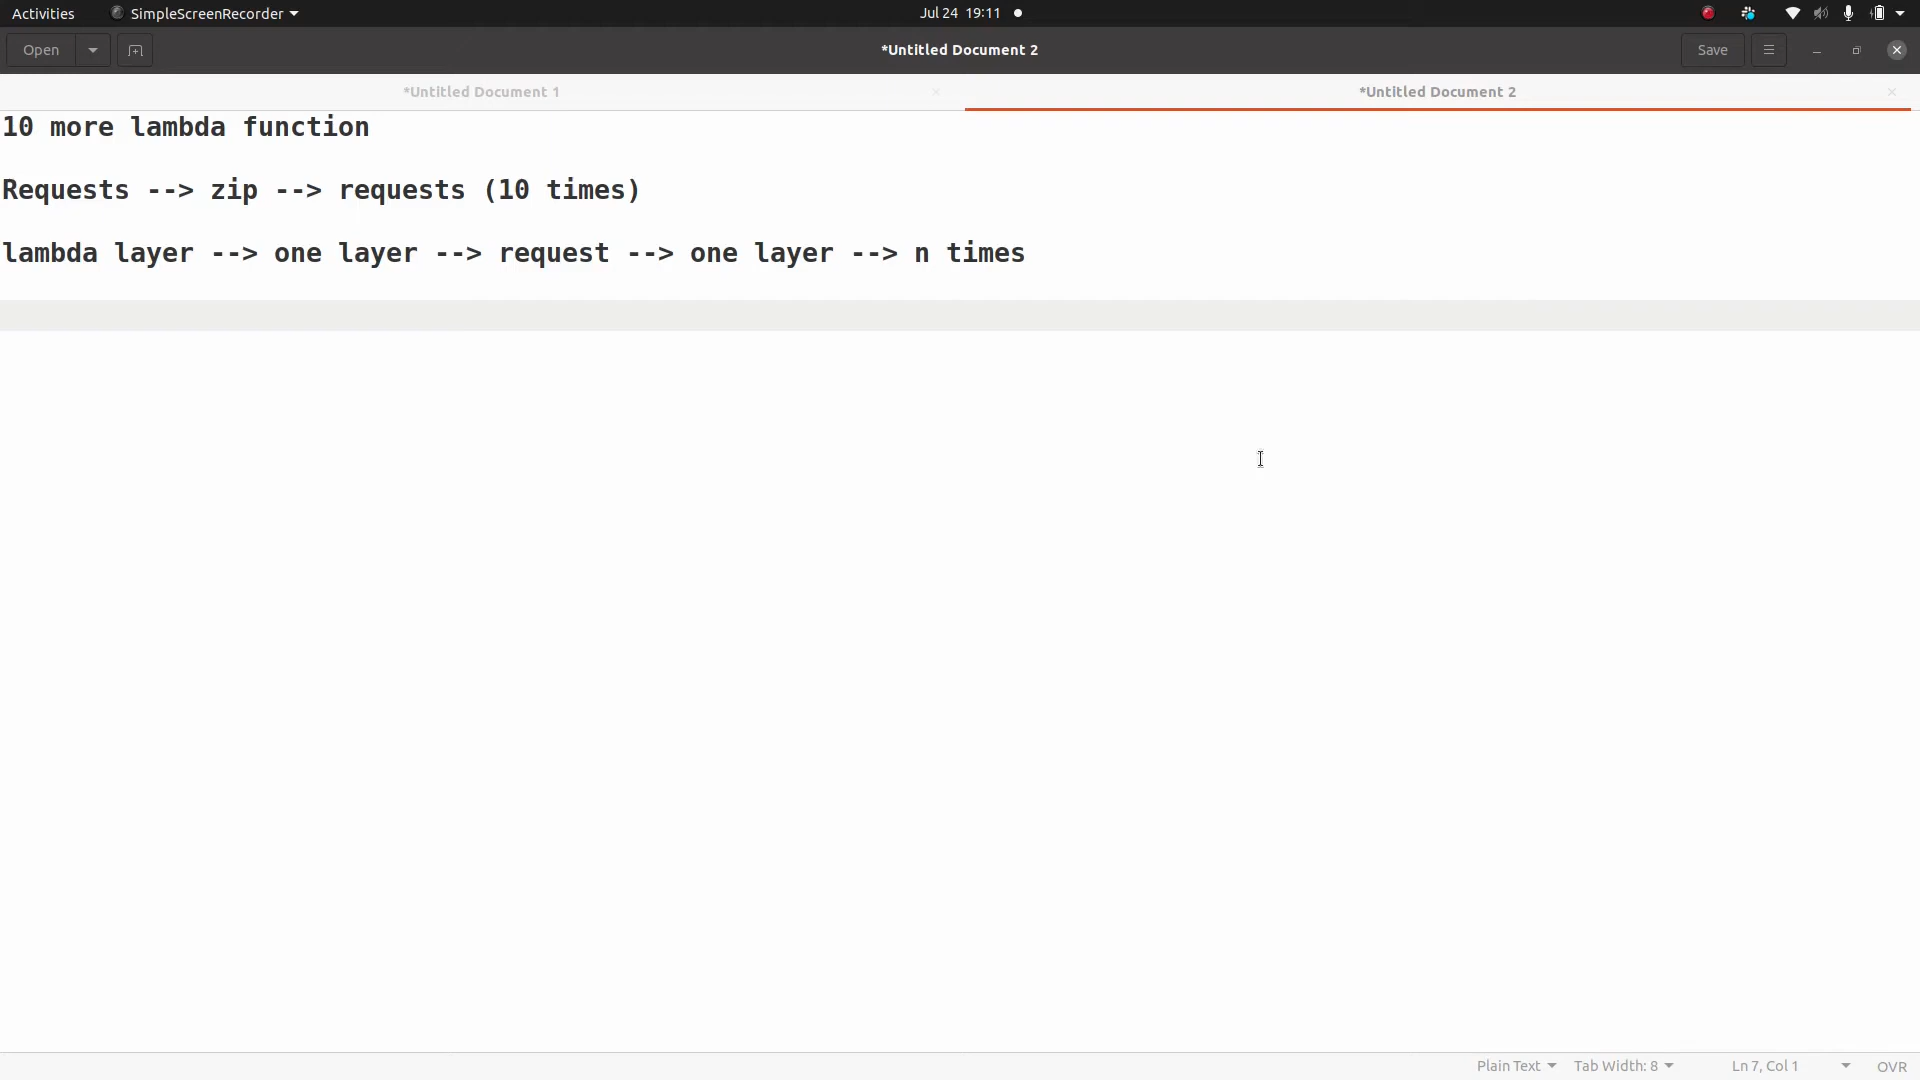 Activities SimpleScreenRecorder Jul 24 19:11
Open *Untitled Document 2 Save
*Untitled Document 1 *Untitled Document 2
10 more lambda function
Requests --> zip --> requests (10 times)
lambda layer --> one layer --> request --> one layer --> n times
Plain Text Tab Width: 8 Ln 7, Col 1 OVR